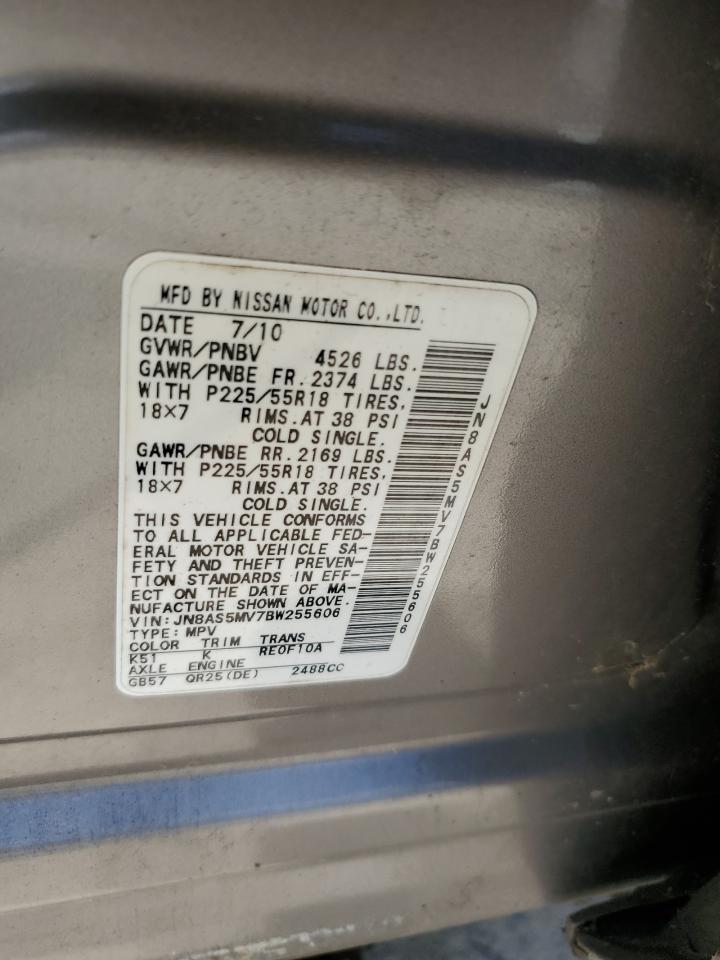 MFD BY NISSAN MOTOR CO.,LTD.
DATE 7/10
GVWR/PNBV 4526 LBS.
GAWR/PNBE FR. 2374 LBS.
WITH P225/55R18 TIRES,
18×7 RIMS.AT 38 PSI
COLD SINGLE.
GAWR/PNBE RR. 2169 LBS.
WITH P225/55R18 TIRES,
18×7 RIMS.AT 38 PSI
COLD SINGLE.
THIS VEHICLE CONFORMS
TO ALL APPLICABLE FED-
ERAL MOTOR VEHICLE SA-
FETY AND THEFT PREVEN-
TION STANDARDS IN EFF-
ECT ON THE DATE OF MA-
NUFACTURE SHOWN ABOVE.
VIN:JN8AS5MV7BW255606
TYPE:MPV
COLOR TRIM TRANS
K51 K RE0F10A
AXLE ENGINE
GB57 QR25(DE) 2488CC
JN8AS5MV7BW255606